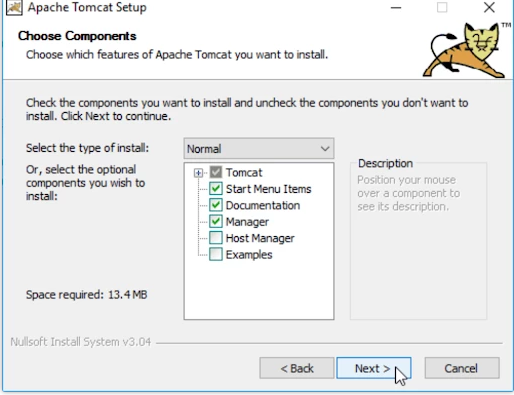 Apache Tomcat Setup
TM
Choose Components
Choose which features of Apache Tomcat you want to install.
Check the components you want to install and uncheck the components you don't want to
install. Click Next to continue.
Select the type of install:
Normal
Or, select the optional
components you wish to
install:
Tomcat
Start Menu Items
Documentation
Manager
Host Manager
Examples
Description
Position your mouse
over a component to
see its description.
Space required: 13.4 MB
Nullsoft Install System v3.04
< Back
Next >
Cancel